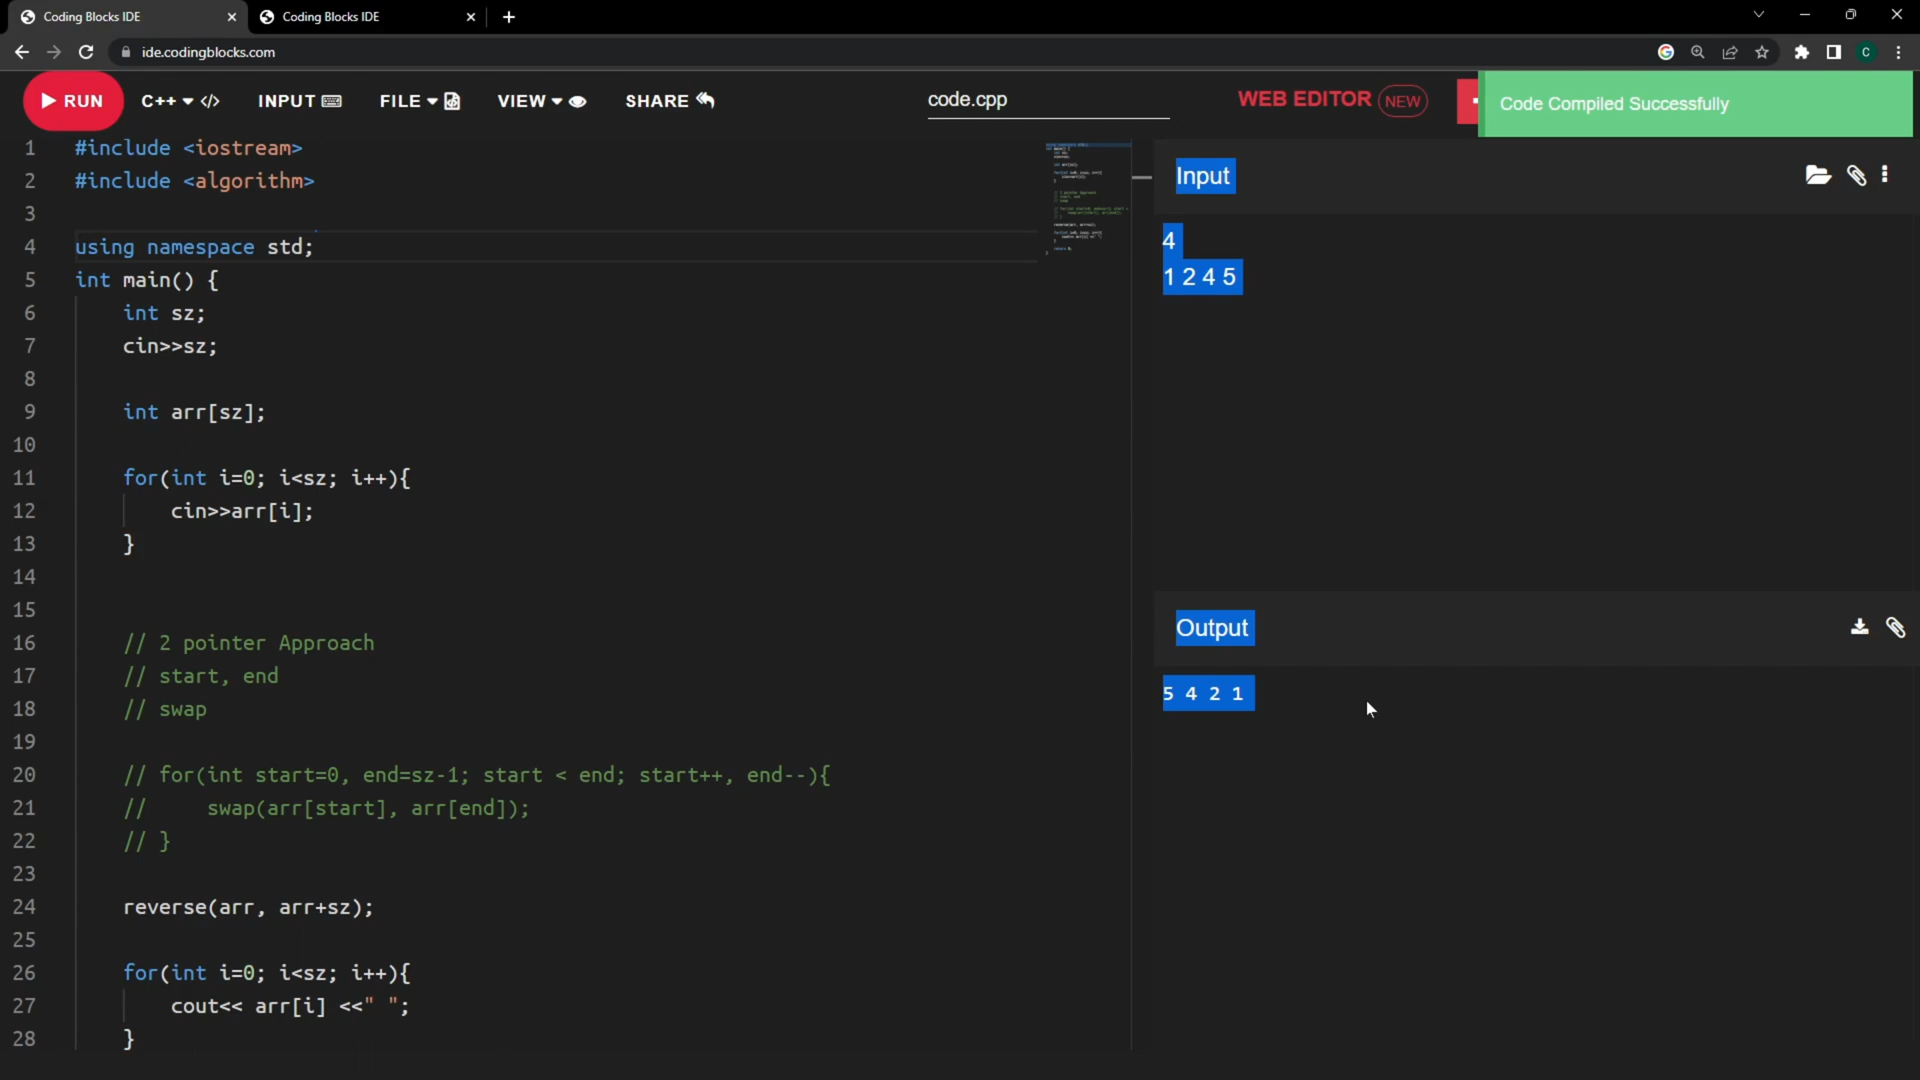 Coding Blocks IDE
Coding Blocks IDE
ide.codingblocks.com
C
RUN
C++
INPUT
FILE
VIEW
SHARE
code.cpp
WEB EDITOR NEW
Code Compiled Successfully
1 #include <iostream>
2 #include <algorithm>
3
4 using namespace std;
5 int main() {
6 int sz;
7 cin>>sz;
8
9 int arr[sz];
10
11 for(int i=0; i<sz; i++){
12 cin>>arr[i];
13 }
14
15
16 // 2 pointer Approach
17 // start, end
18 // swap
19
20 // for(int start=0, end=sz-1; start < end; start++, end--){
21 // swap(arr[start], arr[end]);
22 // }
23
24 reverse(arr, arr+sz);
25
26 for(int i=0; i<sz; i++){
27 cout<< arr[i] <<" ";
28 }
Input
4
1 2 4 5
Output
5 4 2 1